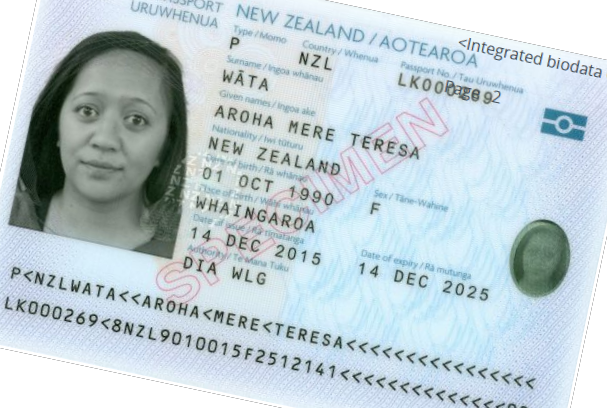 PASSPORT
URUWHENUA
NEW ZEALAND / AOTEAROA
<Integrated biodata
Page 2
Type / Momo
Country / Whenua
Passport No. / Tau Uruwhenua
P
NZL
LK000269
Surname / Ingoa whānau
WĀTA
Given names / Ingoa ake
AROHA MERE TERESA
Nationality / Iwi tūturu
NEW ZEALAND
Date of birth / Rā whānau
01 OCT 1990
Sex / Tāne-Wahine
F
Place of birth / Wāhi whānau
WHAINGAROA
Date of issue / Rā timatanga
14 DEC 2015
Date of expiry / Rā mutunga
14 DEC 2025
Authority / Te Mana Tuku
DIA WLG
SPECIMEN
P<NZLWATA<<AROHA<MERE<TERESA<<<<<<<<<<<<<<<<
LK000269<8NZL9010015F2512141<<<<<<<<<<<<<<